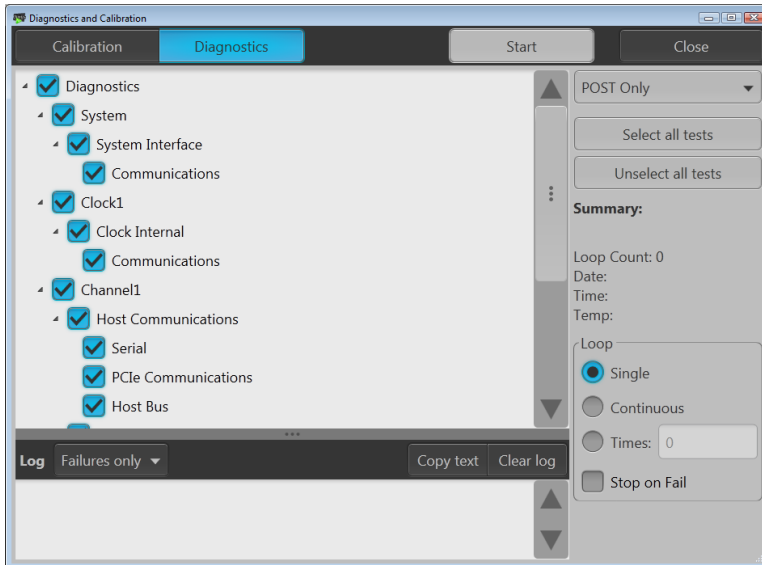 Diagnostics and Calibration
Calibration
Diagnostics
Start
Close
Diagnostics
System
System Interface
Communications
Clock1
Clock Internal
Communications
Channel1
Host Communications
Serial
PCIe Communications
Host Bus
POST Only
Select all tests
Unselect all tests
Summary:
Loop Count: 0
Date:
Time:
Temp:
Loop
Single
Continuous
Times: 0
Stop on Fail
Log Failures only Copy text Clear log